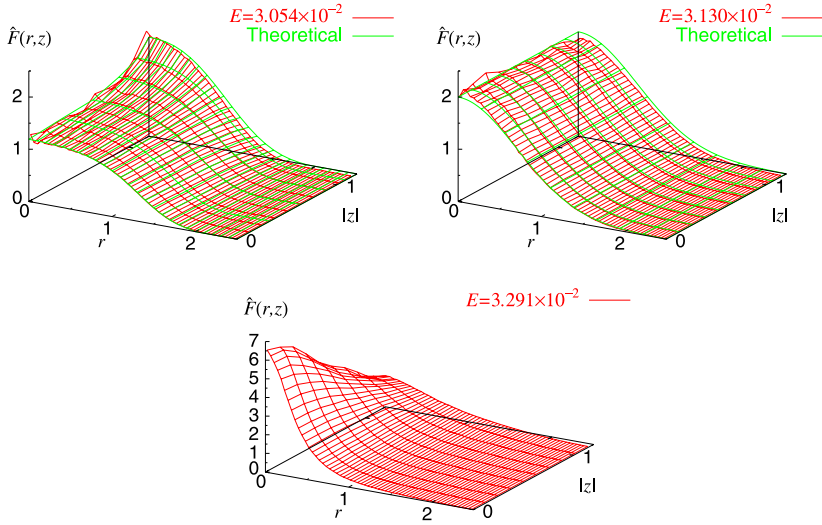 E=3.054×10⁻²
Theoretical
F̂(r,z)
2
1
0
0
1
r
2
0
|z|
1
E=3.130×10⁻²
Theoretical
F̂(r,z)
2
1
0
0
1
r
2
0
|z|
1
E=3.291×10⁻²
F̂(r,z)
7
6
5
4
3
2
1
0
0
1
r
2
0
|z|
1